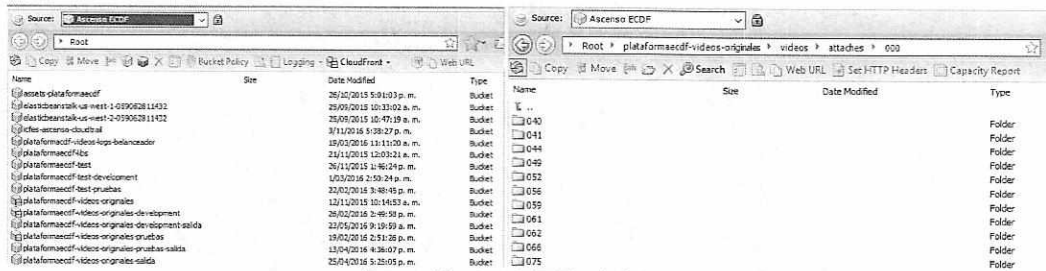 Source: Ascenso ECDF
Root
Copy Move Bucket Policy Logging CloudFront Web URL
Name Size Date Modified Type
assets-plataformaecdf 26/10/2015 5:01:03 p. m. Bucket
elasticbeanstalk-us-west-1-059062811432 25/09/2015 10:33:02 a. m. Bucket
elasticbeanstalk-us-west-2-059062811432 25/09/2015 10:47:19 a. m. Bucket
icfes-ascenso-cloudtrail 3/11/2016 5:38:27 p. m. Bucket
plataformaecdf-videos-logs-belanceador 19/03/2016 11:11:20 a. m. Bucket
plataformaecdf4ibs 21/11/2015 12:03:21 a. m. Bucket
plataformaecdf-test 26/11/2015 1:46:24 p. m. Bucket
plataformaecdf-test-development 1/03/2016 2:50:24 p. m. Bucket
plataformaecdf-test-pruebas 22/02/2016 3:48:45 p. m. Bucket
plataformaecdf-videos-originales 12/11/2015 10:14:53 a. m. Bucket
plataformaecdf-videos-originales-development 26/02/2016 2:49:58 p. m. Bucket
plataformaecdf-videos-originales-development-salida 23/05/2016 9:19:59 a. m. Bucket
plataformaecdf-videos-originales-pruebas 19/02/2016 2:51:26 p. m. Bucket
plataformaecdf-videos-originales-pruebas-salida 13/04/2016 4:36:07 p. m. Bucket
plataformaecdf-videos-originales-salida 25/04/2016 5:25:05 p. m. Bucket
Source: Ascenso ECDF
Root plataformaecdf-videos-originales videos attaches 000
Copy Move Search Web URL Set HTTP Headers Capacity Report
Name Size Date Modified Type
..
040 Folder
041 Folder
044 Folder
049 Folder
052 Folder
056 Folder
059 Folder
061 Folder
062 Folder
066 Folder
075 Folder